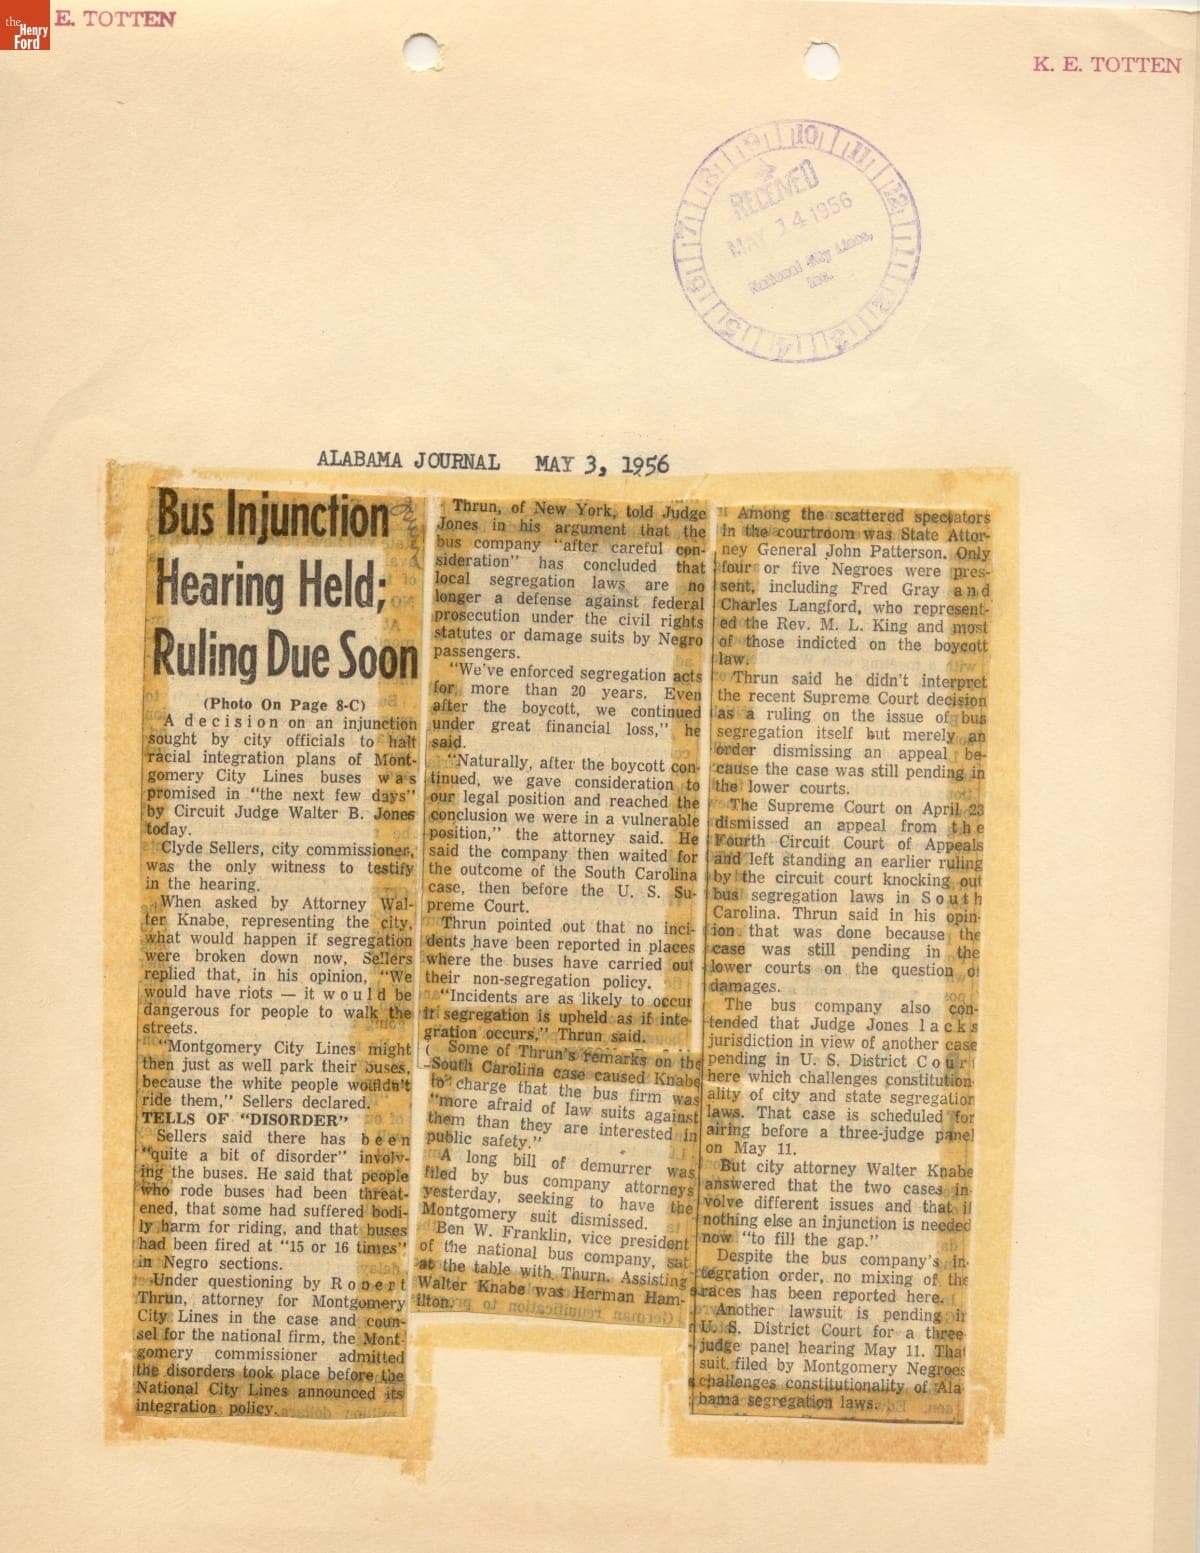 the
Henry
Ford
E. TOTTEN
K. E. TOTTEN
9 10 11 12 1 2 3 4 5 6 7 8
RECEIVED
MAY 14 1956
National City Lines,
Inc.
ALABAMA JOURNAL MAY 3, 1956
Bus Injunction
Hearing Held;
Ruling Due Soon
(Photo On Page 8-C)
A decision on an injunction
sought by city officials to halt
racial integration plans of Mont-
gomery City Lines buses was
promised in "the next few days"
by Circuit Judge Walter B. Jones
today.
Clyde Sellers, city commissioner,
was the only witness to testify
in the hearing.
When asked by Attorney Wal-
ter Knabe, representing the city,
what would happen if segregation
were broken down now, Sellers
replied that, in his opinion, "We
would have riots — it would be
dangerous for people to walk the
streets.
"Montgomery City Lines might
then just as well park their buses,
because the white people wouldn't
ride them," Sellers declared.
TELLS OF "DISORDER"
Sellers said there has been
"quite a bit of disorder" involv-
ing the buses. He said that people
who rode buses had been threat-
ened, that some had suffered bodi-
ly harm for riding, and that buses
had been fired at "15 or 16 times"
in Negro sections.
Under questioning by Robert
Thrun, attorney for Montgomery
City Lines in the case and coun-
sel for the national firm, the Mont-
gomery commissioner admitted
the disorders took place before the
National City Lines announced its
integration policy.
Thrun, of New York, told Judge
Jones in his argument that the
bus company "after careful con-
sideration" has concluded that
local segregation laws are no
longer a defense against federal
prosecution under the civil rights
statutes or damage suits by Negro
passengers.
"We've enforced segregation acts
for more than 20 years. Even
after the boycott, we continued
under great financial loss," he
said.
"Naturally, after the boycott con-
tinued, we gave consideration to
our legal position and reached the
conclusion we were in a vulnerable
position," the attorney said. He
said the company then waited for
the outcome of the South Carolina
case, then before the U. S. Su-
preme Court.
Thrun pointed out that no inci-
dents have been reported in places
where the buses have carried out
their non-segregation policy.
"Incidents are as likely to occur
if segregation is upheld as if inte-
gration occurs," Thrun said.
Some of Thrun's remarks on the
South Carolina case caused Knabe
to charge that the bus firm was
"more afraid of law suits against
them than they are interested in
public safety."
A long bill of demurrer was
filed by bus company attorneys
yesterday, seeking to have the
Montgomery suit dismissed.
Ben W. Franklin, vice president
of the national bus company, sat
at the table with Thurn. Assisting
Walter Knabe was Herman Ham-
ilton.
Among the scattered spectators
in the courtroom was State Attor-
ney General John Patterson. Only
four or five Negroes were pres-
sent, including Fred Gray and
Charles Langford, who represent-
ed the Rev. M. L. King and most
of those indicted on the boycott
law.
Thrun said he didn't interpret
the recent Supreme Court decision
as a ruling on the issue of bus
segregation itself but merely an
order dismissing an appeal be-
cause the case was still pending in
the lower courts.
The Supreme Court on April 23
dismissed an appeal from the
Fourth Circuit Court of Appeals
and left standing an earlier ruling
by the circuit court knocking out
bus segregation laws in South
Carolina. Thrun said in his opin-
ion that was done because the
case was still pending in the
lower courts on the question of
damages.
The bus company also con-
tended that Judge Jones lacks
jurisdiction in view of another case
pending in U. S. District Court
here which challenges constitution-
ality of city and state segregation
laws. That case is scheduled for
airing before a three-judge panel
on May 11.
But city attorney Walter Knabe
answered that the two cases in-
volve different issues and that if
nothing else an injunction is needed
now "to fill the gap."
Despite the bus company's in-
tegration order, no mixing of the
races has been reported here.
Another lawsuit is pending in
U. S. District Court for a three-
judge panel hearing May 11. That
suit filed by Montgomery Negroes
challenges constitutionality of Ala-
bama segregation laws.